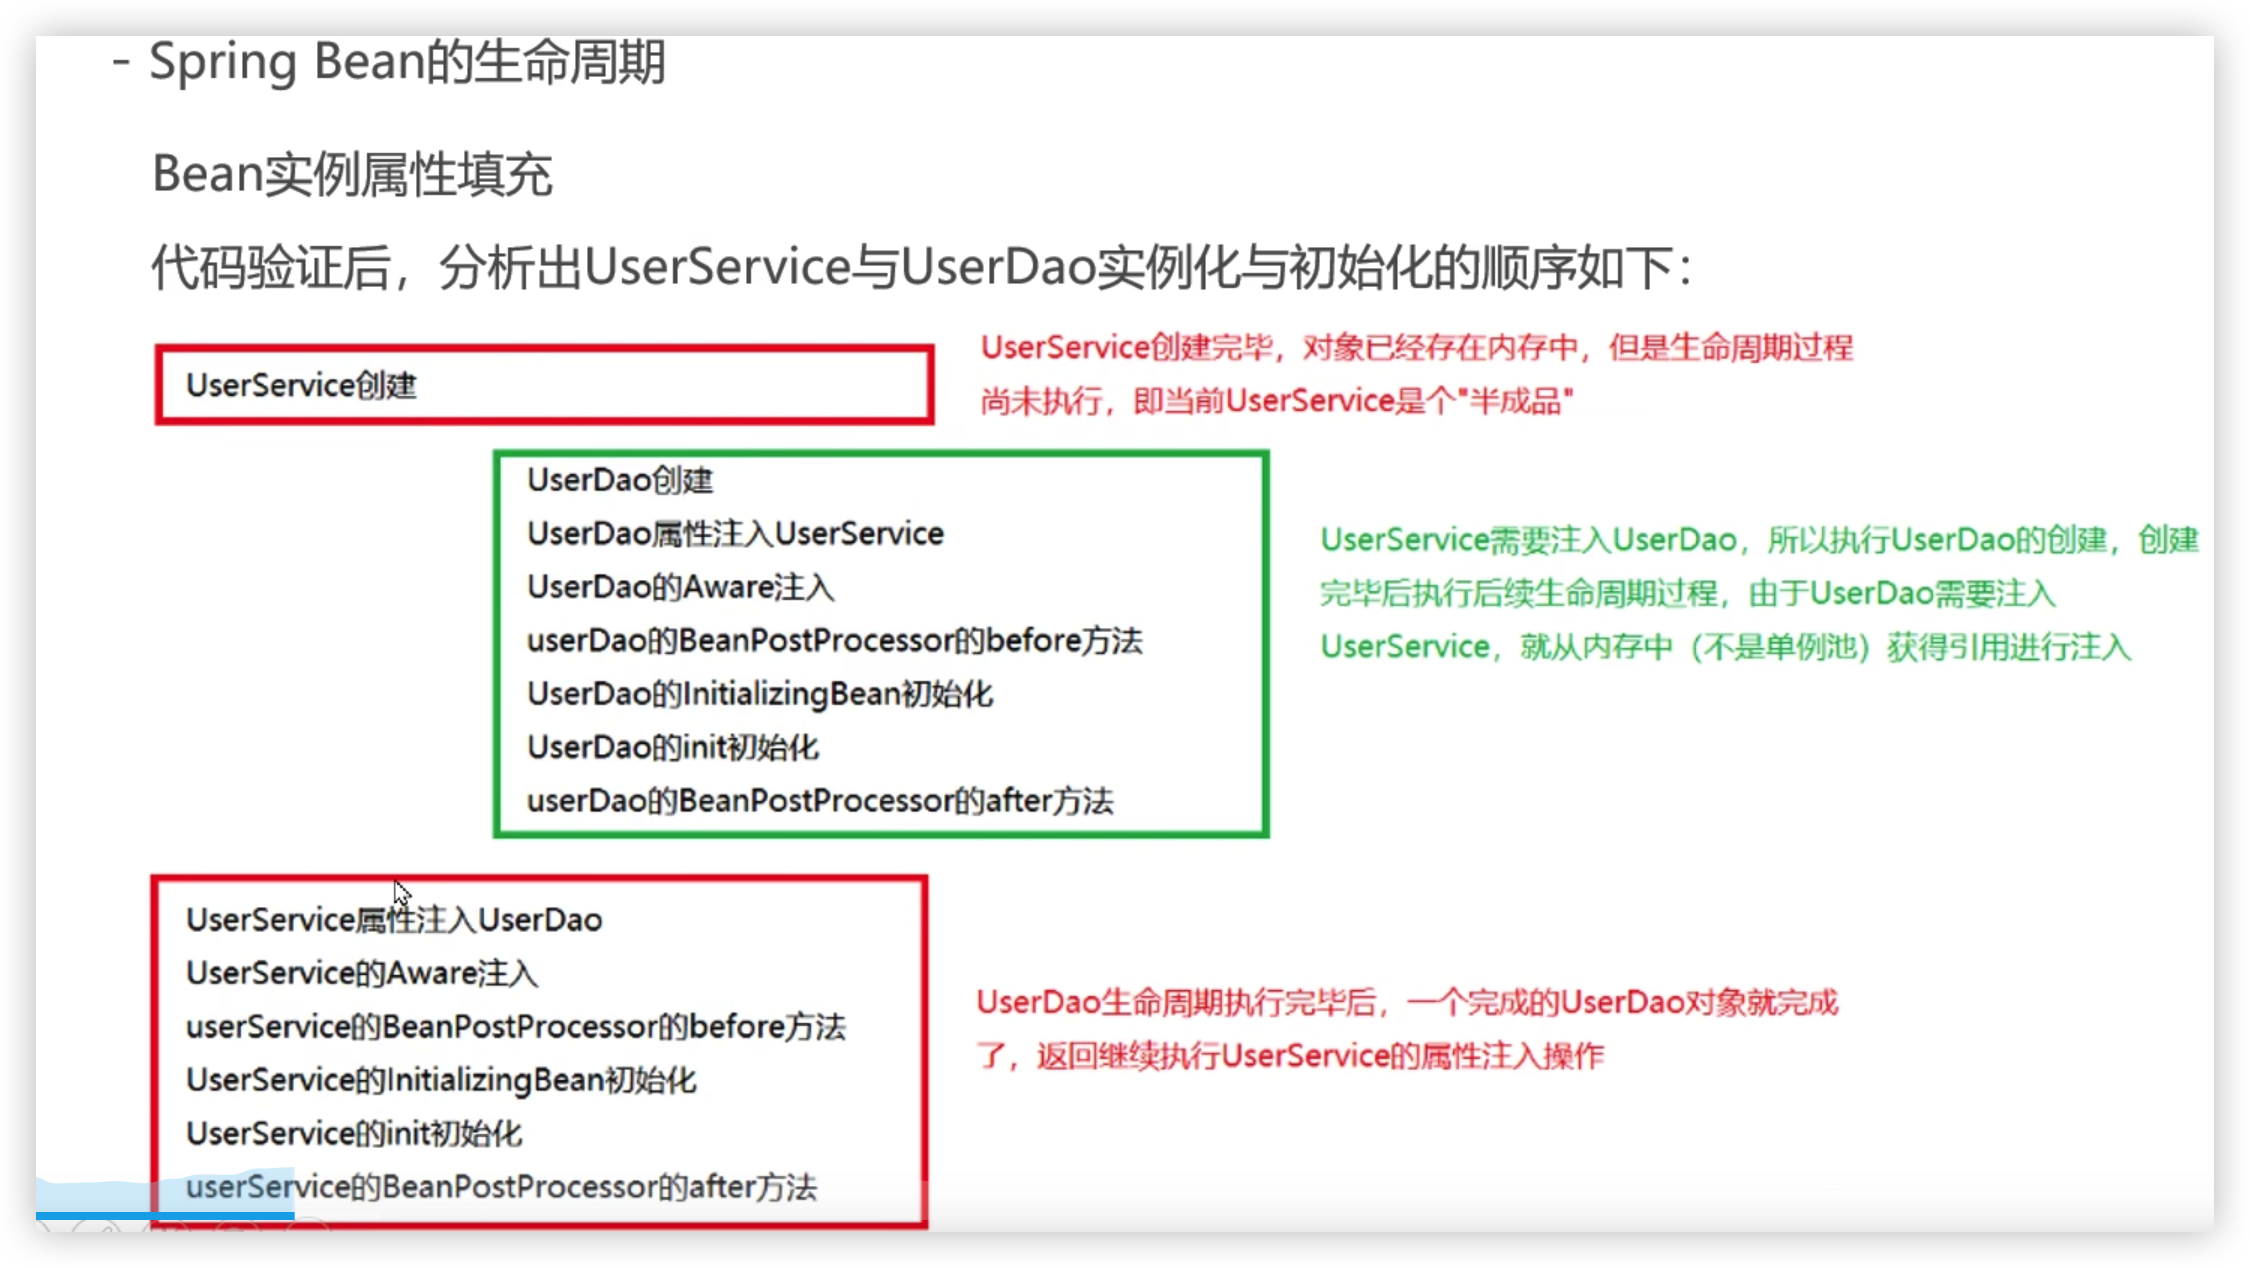 - Spring Bean的生命周期
Bean实例属性填充
代码验证后，分析出UserService与UserDao实例化与初始化的顺序如下：
UserService创建
UserService创建完毕，对象已经存在内存中，但是生命周期过程
尚未执行，即当前UserService是个"半成品"
UserDao创建
UserDao属性注入UserService
UserDao的Aware注入
userDao的BeanPostProcessor的before方法
UserDao的InitializingBean初始化
UserDao的init初始化
userDao的BeanPostProcessor的after方法
UserService需要注入UserDao，所以执行UserDao的创建，创建
完毕后执行后续生命周期过程，由于UserDao需要注入
UserService，就从内存中（不是单例池）获得引用进行注入
UserService属性注入UserDao
UserService的Aware注入
userService的BeanPostProcessor的before方法
UserService的InitializingBean初始化
UserService的init初始化
userService的BeanPostProcessor的after方法
UserDao生命周期执行完毕后，一个完成的UserDao对象就完成
了，返回继续执行UserService的属性注入操作